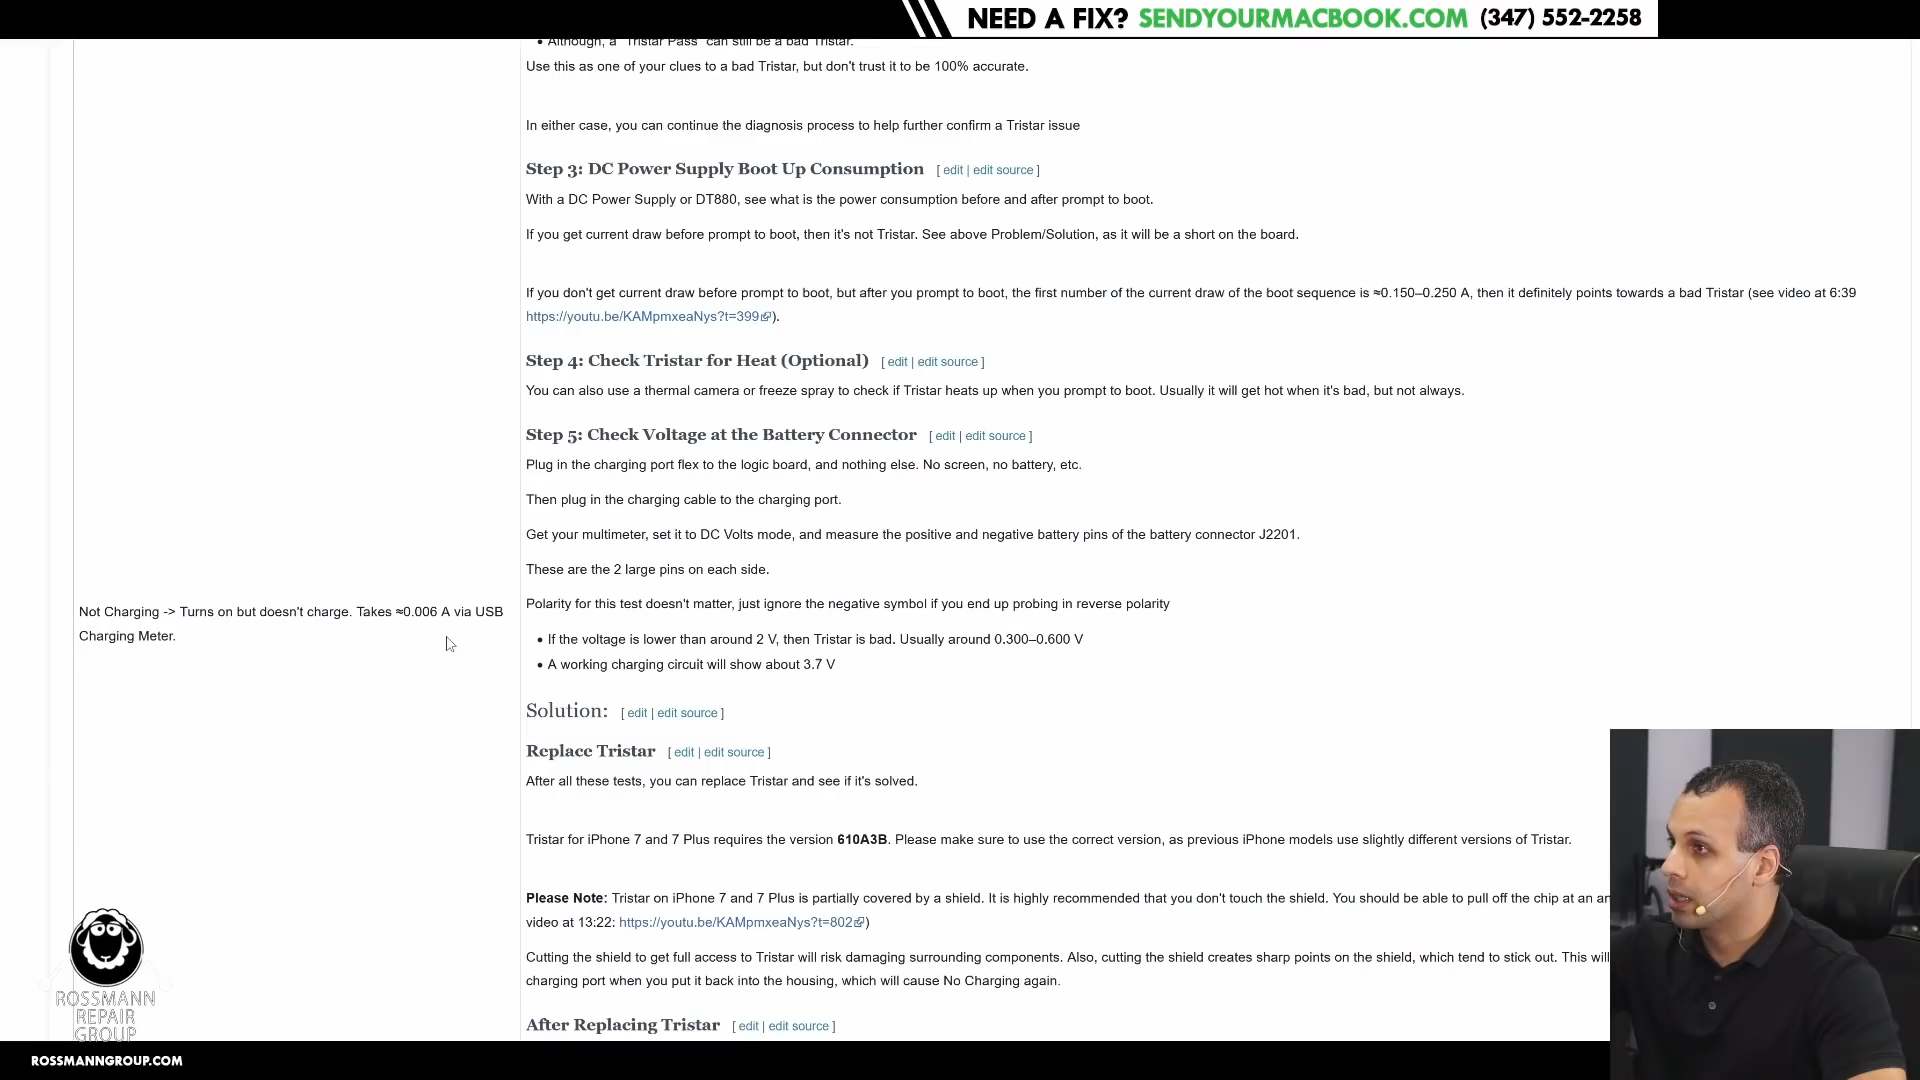 NEED A FIX? SENDYOURMACBOOK.COM (347) 552-2258
• Although, a "Tristar Pass" can still be a bad Tristar.
Use this as one of your clues to a bad Tristar, but don't trust it to be 100% accurate.
In either case, you can continue the diagnosis process to help further confirm a Tristar issue
Step 3: DC Power Supply Boot Up Consumption [ edit | edit source ]
With a DC Power Supply or DT880, see what is the power consumption before and after prompt to boot.
If you get current draw before prompt to boot, then it's not Tristar. See above Problem/Solution, as it will be a short on the board.
If you don't get current draw before prompt to boot, but after you prompt to boot, the first number of the current draw of the boot sequence is ≈0.150–0.250 A, then it definitely points towards a bad Tristar (see video at 6:39
https://youtu.be/KAMpmxeaNys?t=399).
Step 4: Check Tristar for Heat (Optional) [ edit | edit source ]
You can also use a thermal camera or freeze spray to check if Tristar heats up when you prompt to boot. Usually it will get hot when it's bad, but not always.
Step 5: Check Voltage at the Battery Connector [ edit | edit source ]
Plug in the charging port flex to the logic board, and nothing else. No screen, no battery, etc.
Then plug in the charging cable to the charging port.
Get your multimeter, set it to DC Volts mode, and measure the positive and negative battery pins of the battery connector J2201.
These are the 2 large pins on each side.
Polarity for this test doesn't matter, just ignore the negative symbol if you end up probing in reverse polarity
Not Charging -> Turns on but doesn't charge. Takes ≈0.006 A via USB
Charging Meter.
• If the voltage is lower than around 2 V, then Tristar is bad. Usually around 0.300–0.600 V
• A working charging circuit will show about 3.7 V
Solution: [ edit | edit source ]
Replace Tristar [ edit | edit source ]
After all these tests, you can replace Tristar and see if it's solved.
Tristar for iPhone 7 and 7 Plus requires the version 610A3B. Please make sure to use the correct version, as previous iPhone models use slightly different versions of Tristar.
Please Note: Tristar on iPhone 7 and 7 Plus is partially covered by a shield. It is highly recommended that you don't touch the shield. You should be able to pull off the chip at an an
video at 13:22: https://youtu.be/KAMpmxeaNys?t=802)
Cutting the shield to get full access to Tristar will risk damaging surrounding components. Also, cutting the shield creates sharp points on the shield, which tend to stick out. This will
charging port when you put it back into the housing, which will cause No Charging again.
After Replacing Tristar [ edit | edit source ]
ROSSMANN
REPAIR
GROUP
ROSSMANNGROUP.COM